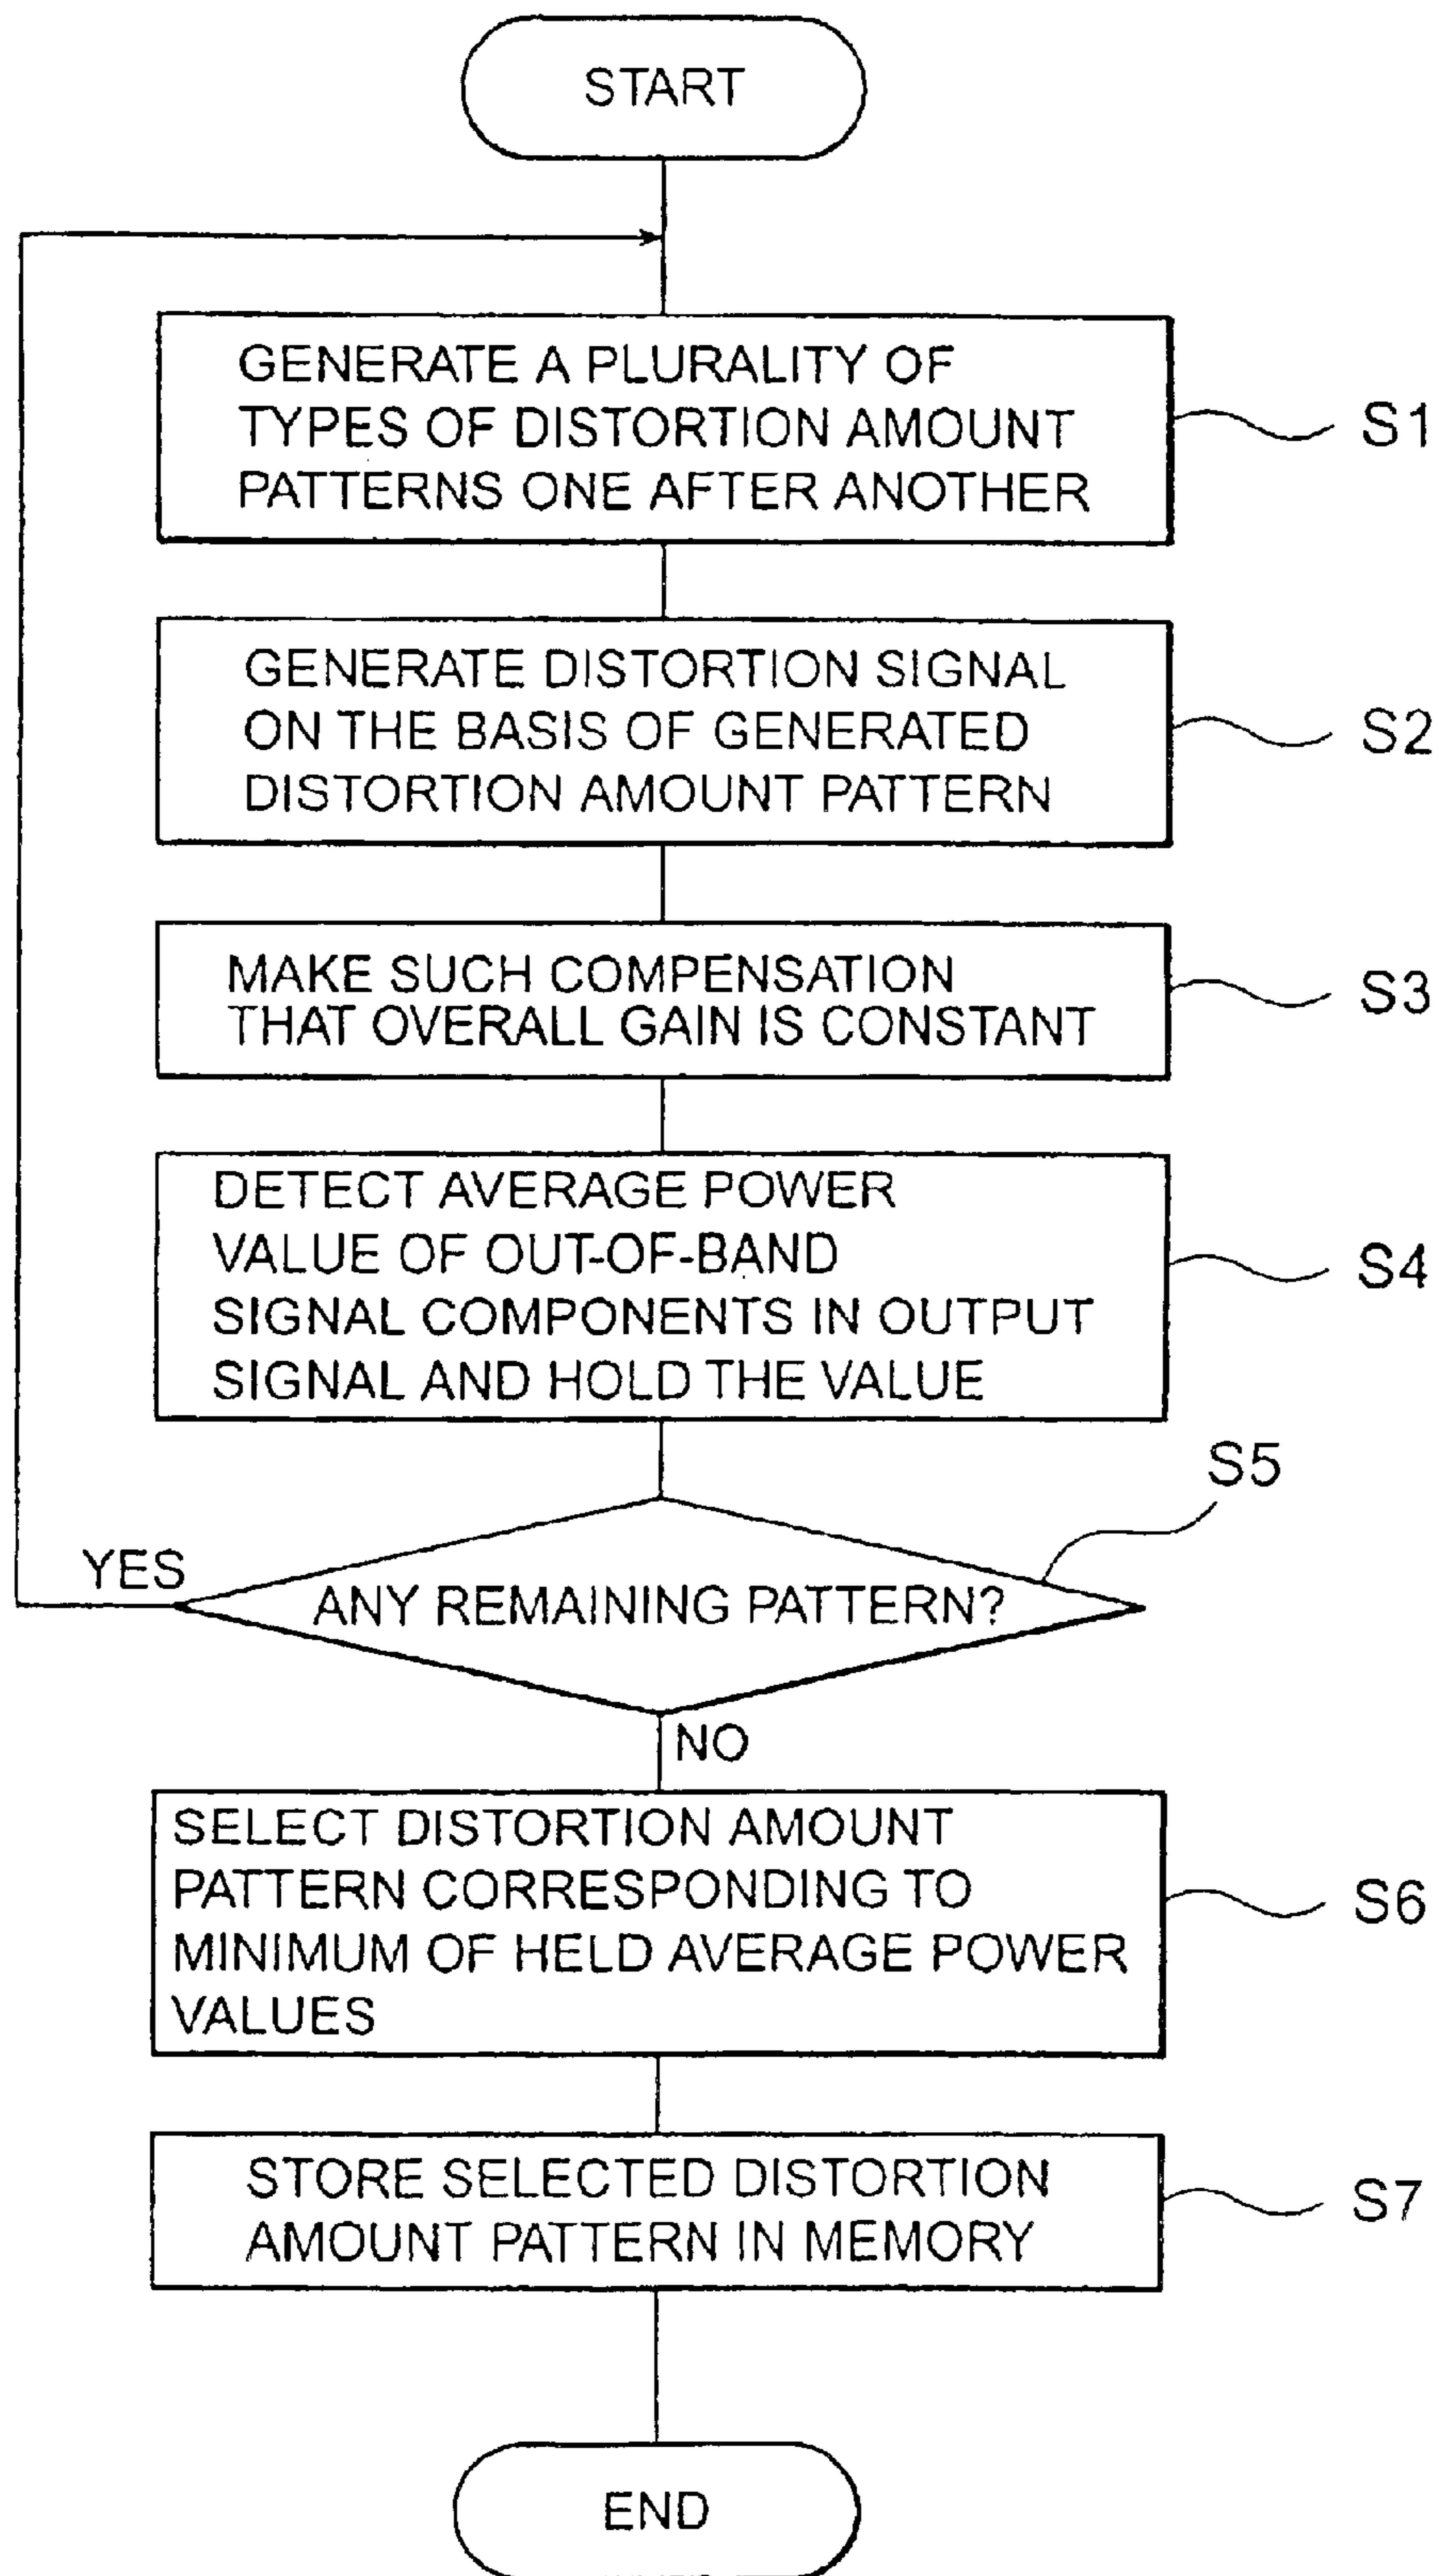 START
GENERATE A PLURALITY OF
TYPES OF DISTORTION AMOUNT
PATTERNS ONE AFTER ANOTHER
S1
GENERATE DISTORTION SIGNAL
ON THE BASIS OF GENERATED
DISTORTION AMOUNT PATTERN
S2
MAKE SUCH COMPENSATION
THAT OVERALL GAIN IS CONSTANT
S3
DETECT AVERAGE POWER
VALUE OF OUT-OF-BAND
SIGNAL COMPONENTS IN OUTPUT
SIGNAL AND HOLD THE VALUE
S4
S5
YES
ANY REMAINING PATTERN?
NO
SELECT DISTORTION AMOUNT
PATTERN CORRESPONDING TO
MINIMUM OF HELD AVERAGE POWER
VALUES
S6
STORE SELECTED DISTORTION
AMOUNT PATTERN IN MEMORY
S7
END